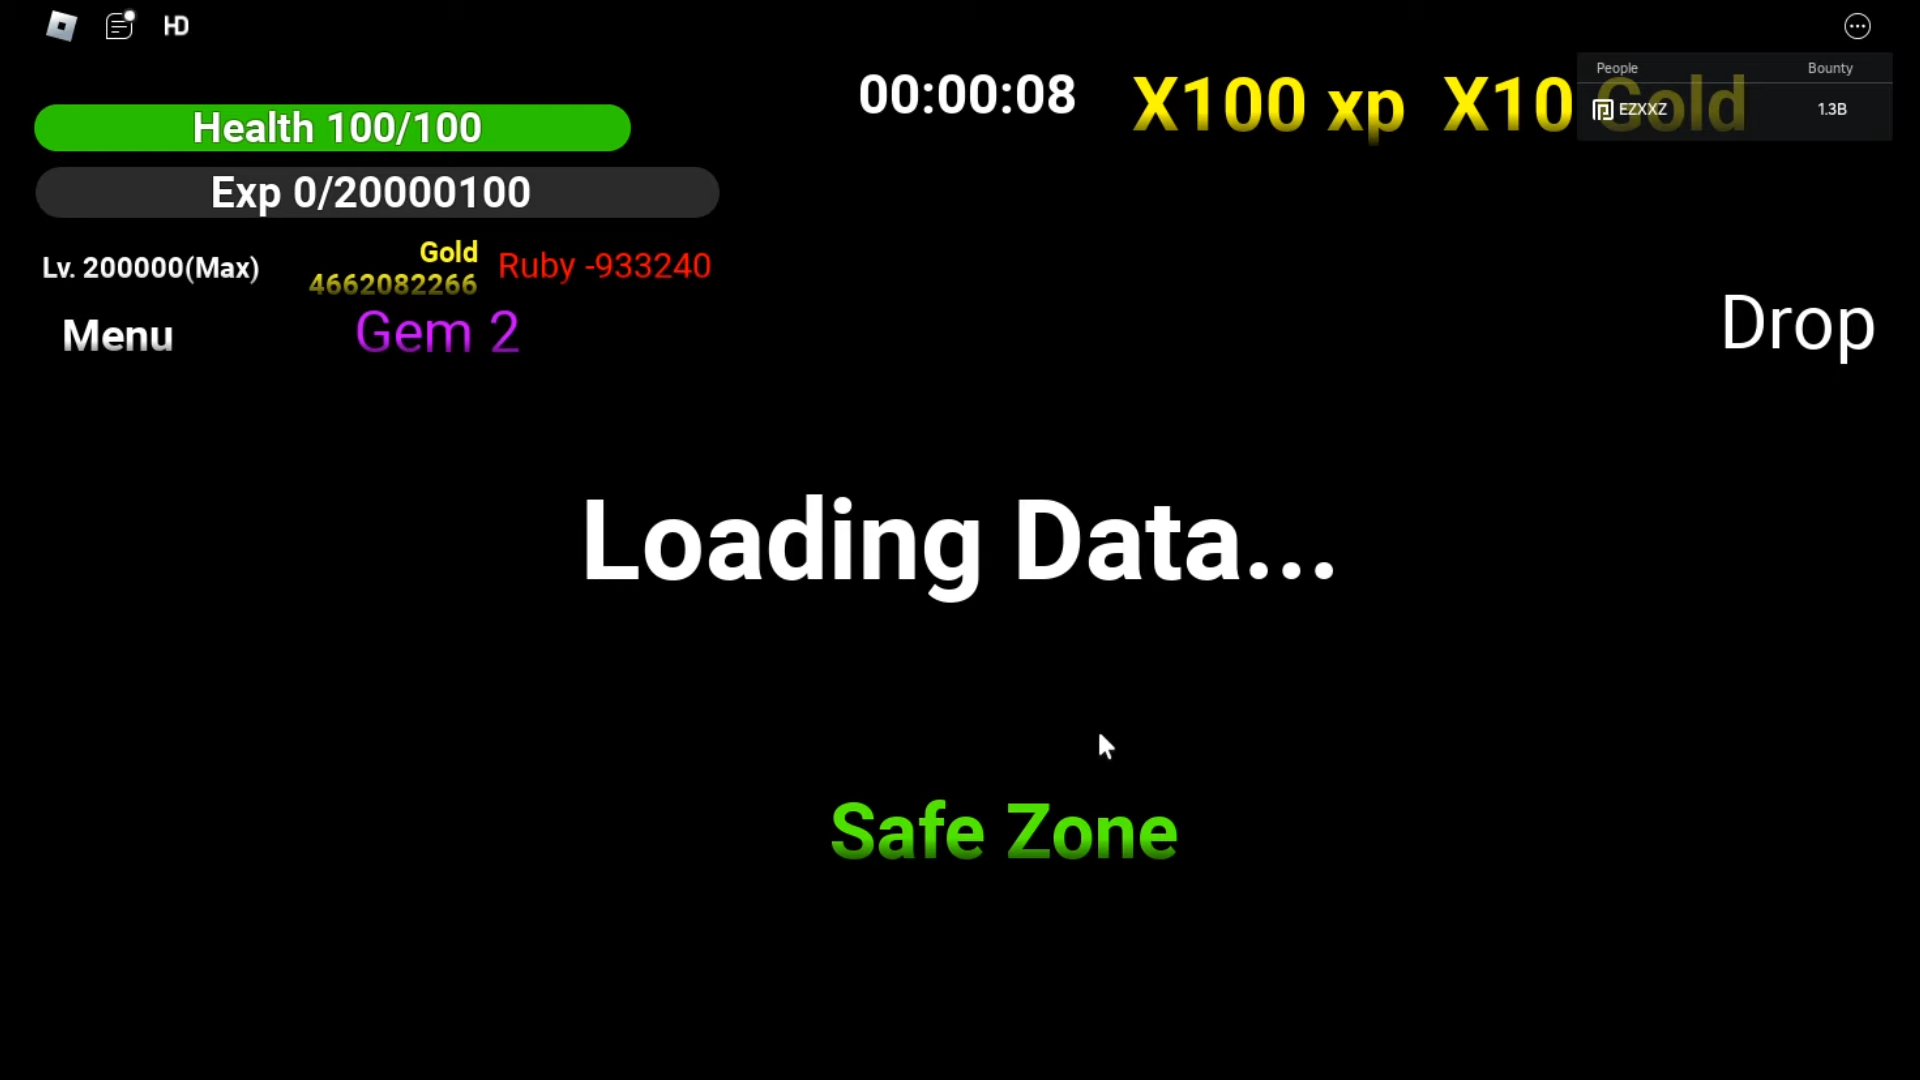 HD
People Bounty
EZXXZ 1.3B
00:00:08 X100 xp X10 Gold
Health 100/100
Exp 0/20000100
Lv. 200000(Max)
Gold
4662082266
Ruby -933240
Menu
Gem 2
Drop
Loading Data...
Safe Zone